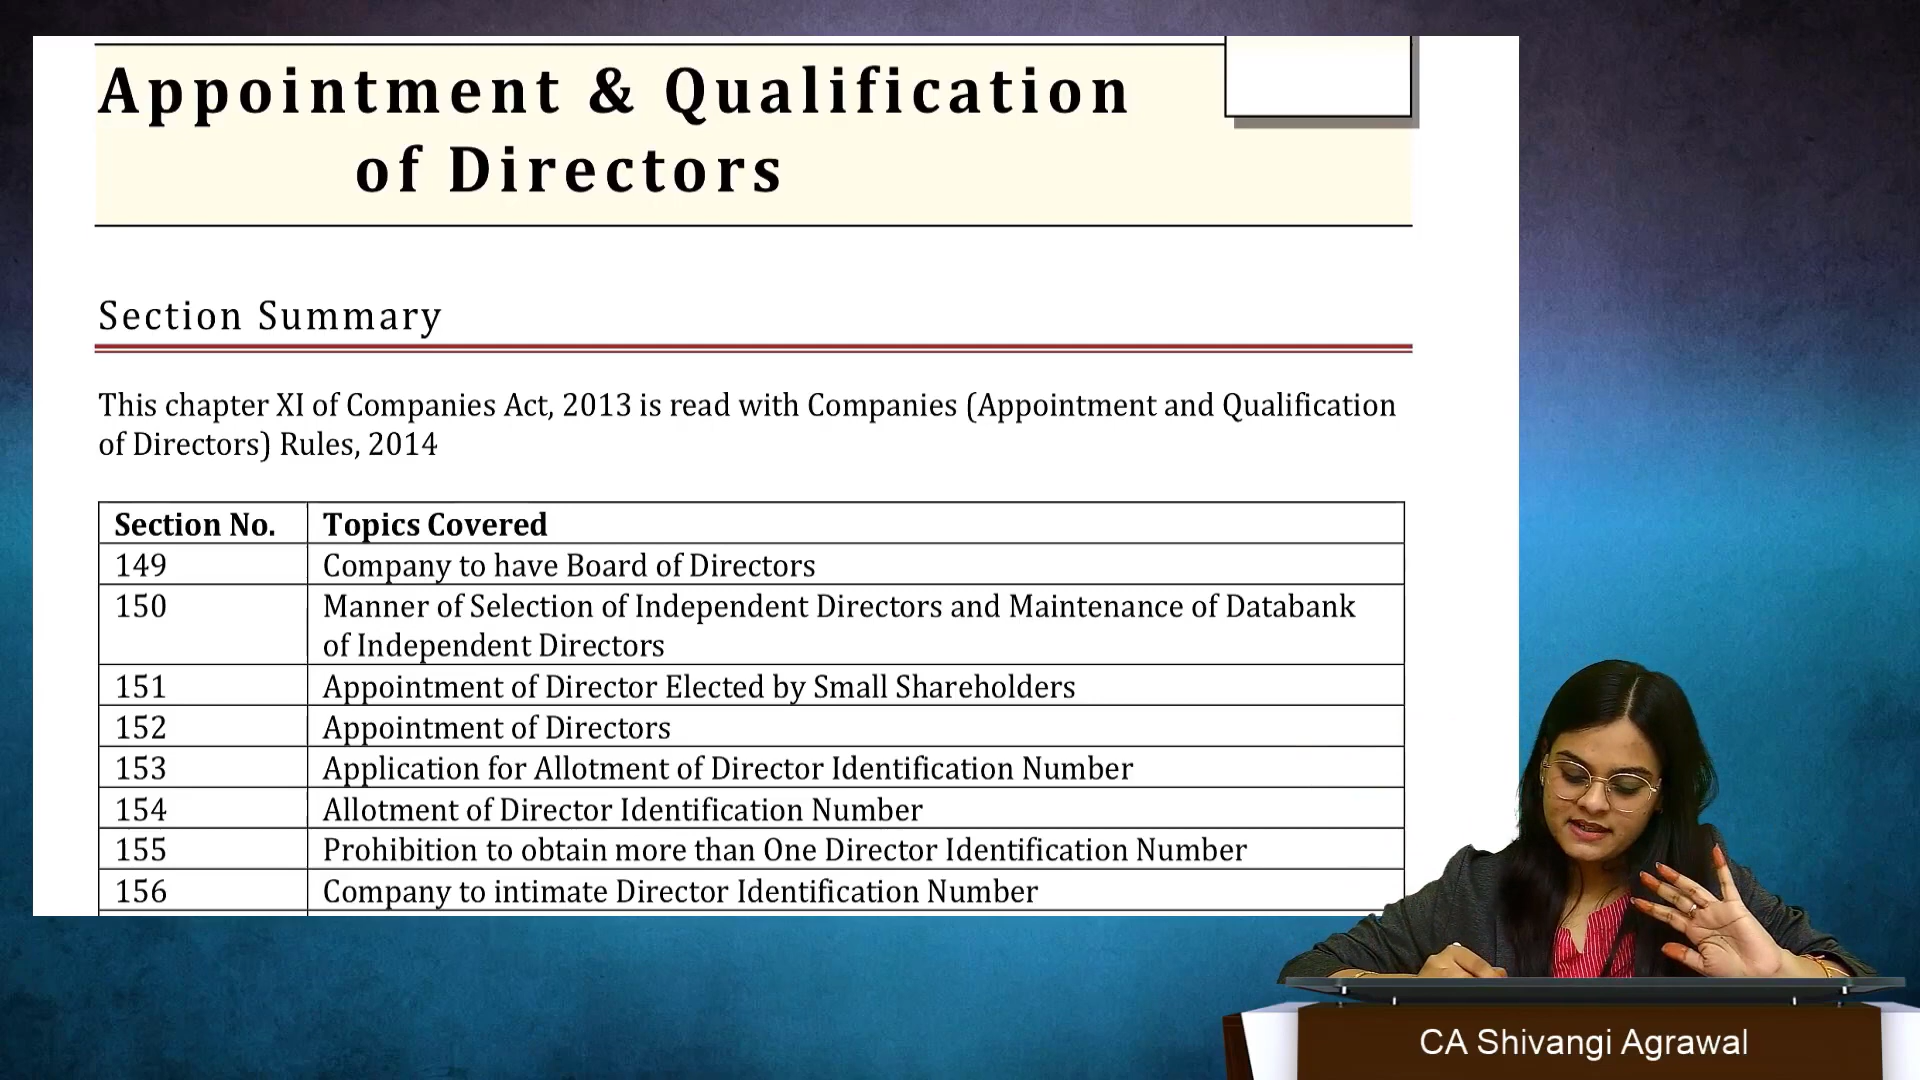 Appointment & Qualification
of Directors
Section Summary
This chapter XI of Companies Act, 2013 is read with Companies (Appointment and Qualification
of Directors) Rules, 2014
Section No. Topics Covered
149 Company to have Board of Directors
150 Manner of Selection of Independent Directors and Maintenance of Databank
of Independent Directors
151 Appointment of Director Elected by Small Shareholders
152 Appointment of Directors
153 Application for Allotment of Director Identification Number
154 Allotment of Director Identification Number
155 Prohibition to obtain more than One Director Identification Number
156 Company to intimate Director Identification Number
CA Shivangi Agrawal